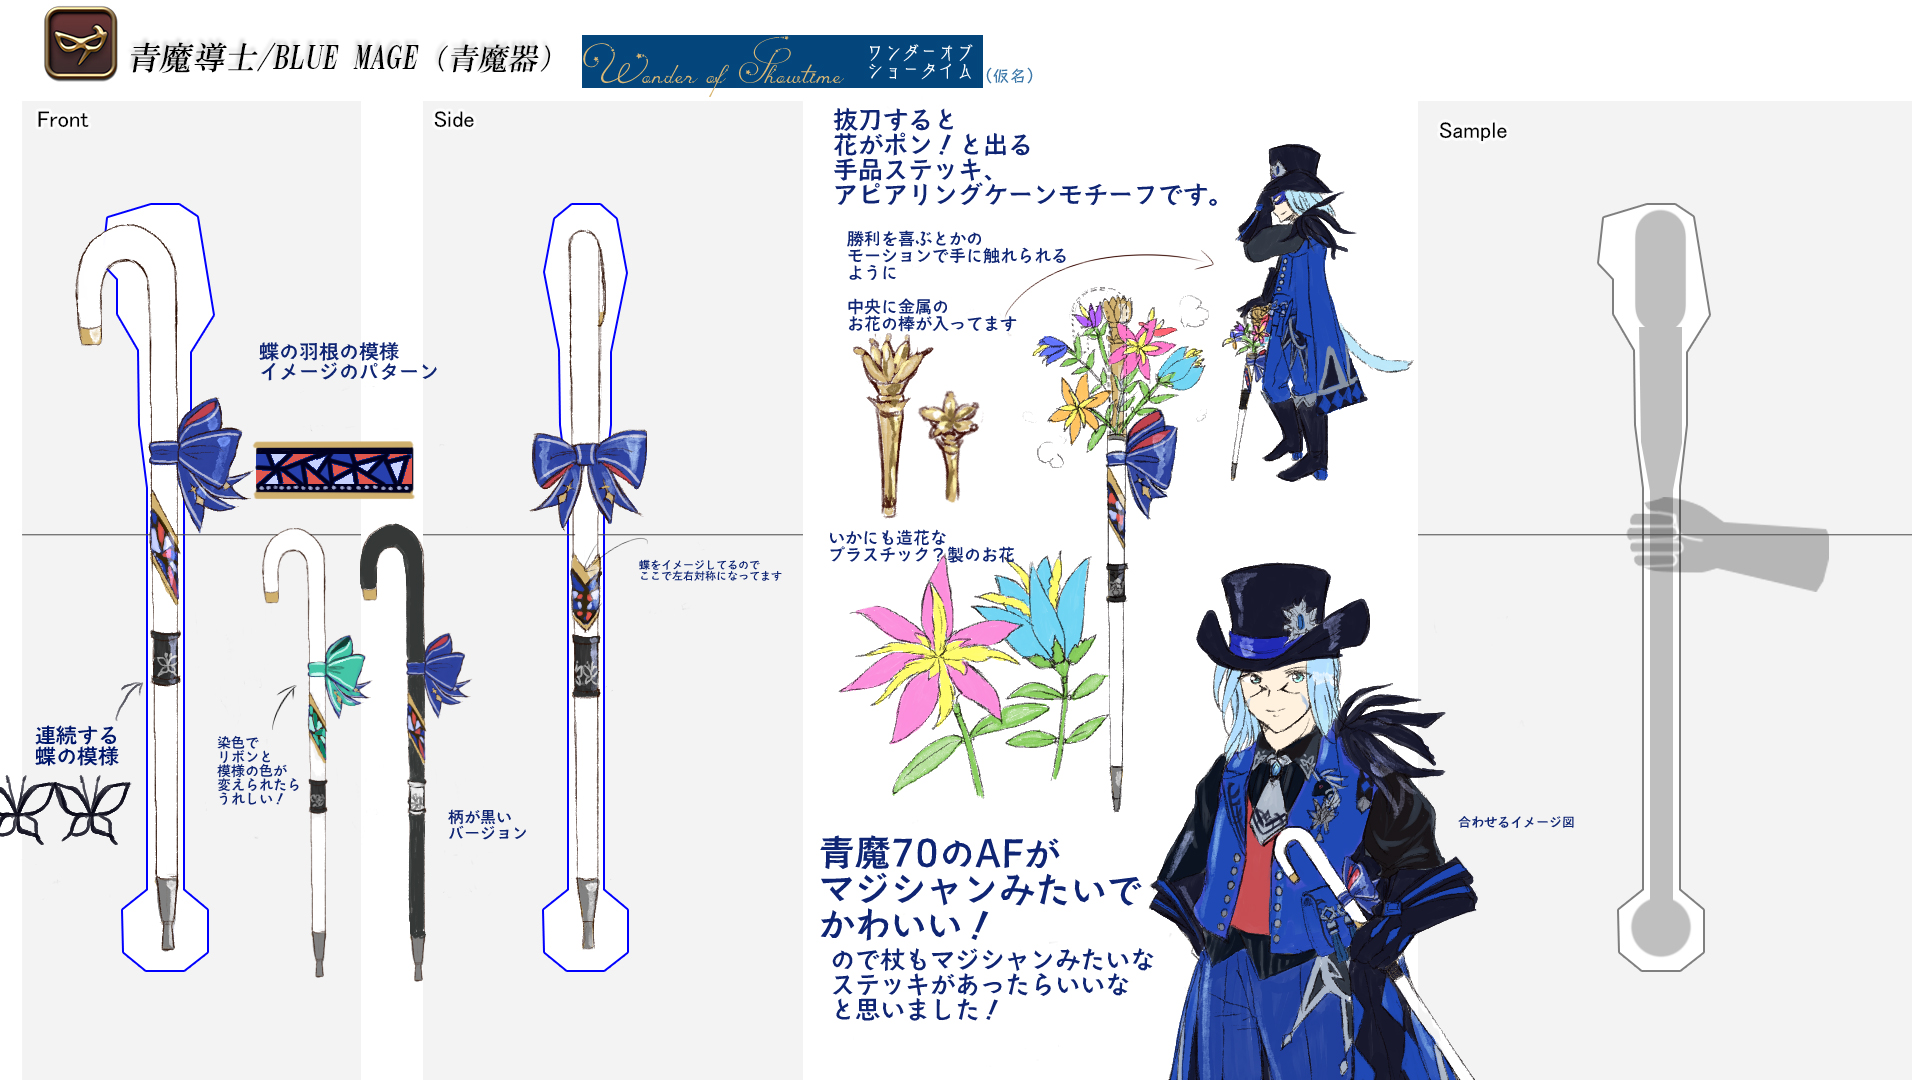 青魔導士/BLUE MAGE（青魔器）
Wonder of Showtime
ワンダーオブ
ショータイム
（仮名）
Front
Side
Sample
抜刀すると
花がポン！と出る
手品ステッキ、
アピアリングケーンモチーフです。
勝利を喜ぶとかの
モーションで手に触れられる
ように
中央に金属の
お花の棒が入ってます
蝶の羽根の模様
イメージのパターン
いかにも造花な
プラスチック？製のお花
蝶をイメージしてるので
ここで左右対称になってます
連続する
蝶の模様
染色で
リボンと
模様の色が
変えられたら
うれしい！
柄が黒い
バージョン
合わせるイメージ図
青魔70のAFが
マジシャンみたいで
かわいい！
ので杖もマジシャンみたいな
ステッキがあったらいいな
と思いました！